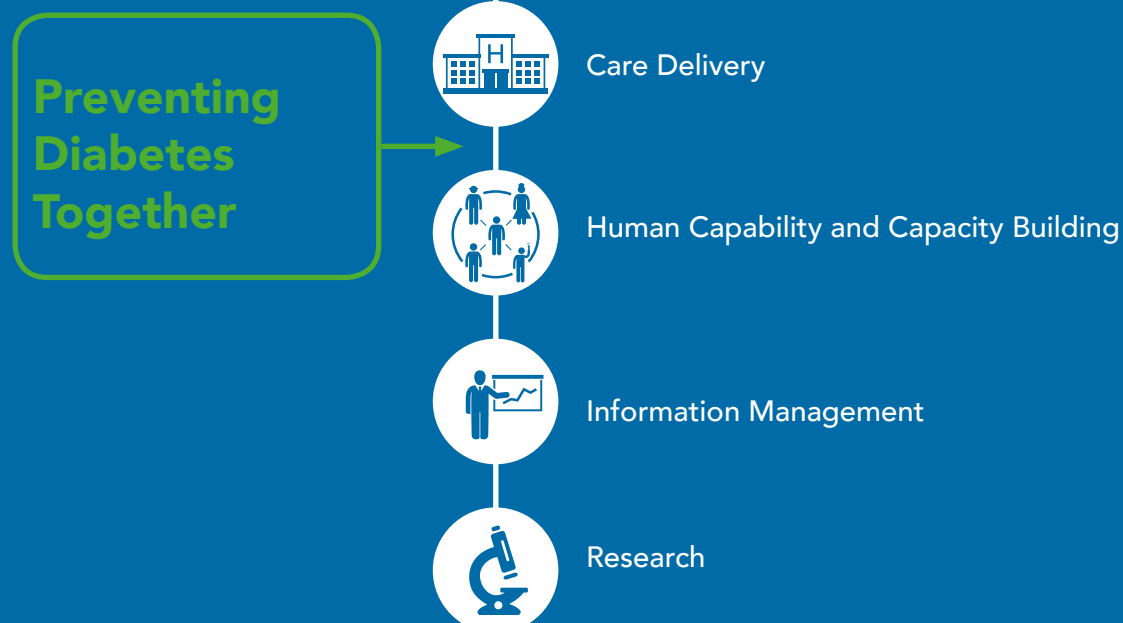 Preventing
Diabetes
Together
H
Care Delivery
Human Capability and Capacity Building
Information Management
Research